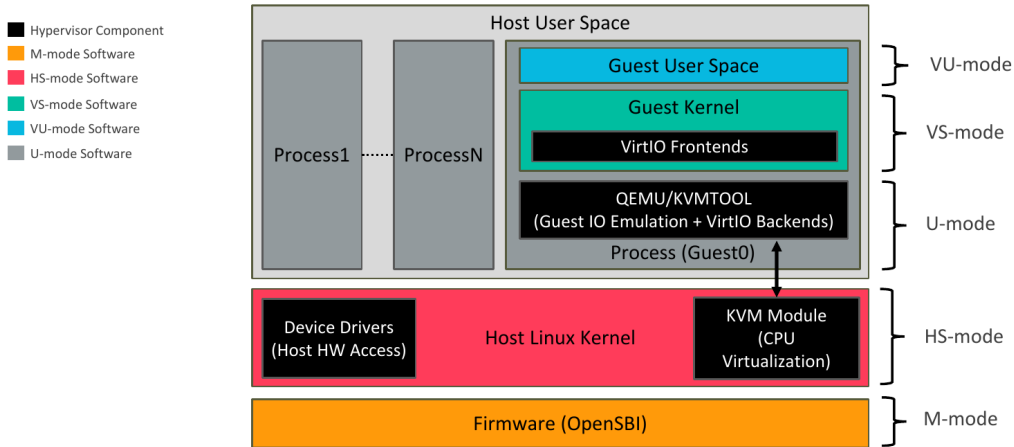 Hypervisor Component
M-mode Software
HS-mode Software
VS-mode Software
VU-mode Software
U-mode Software
Host User Space
Process1
ProcessN
Guest User Space
Guest Kernel
VirtIO Frontends
QEMU/KVMTOOL
(Guest IO Emulation + VirtIO Backends)
Process (Guest0)
Device Drivers
(Host HW Access)
Host Linux Kernel
KVM Module
(CPU
Virtualization)
Firmware (OpenSBI)
VU-mode
VS-mode
U-mode
HS-mode
M-mode